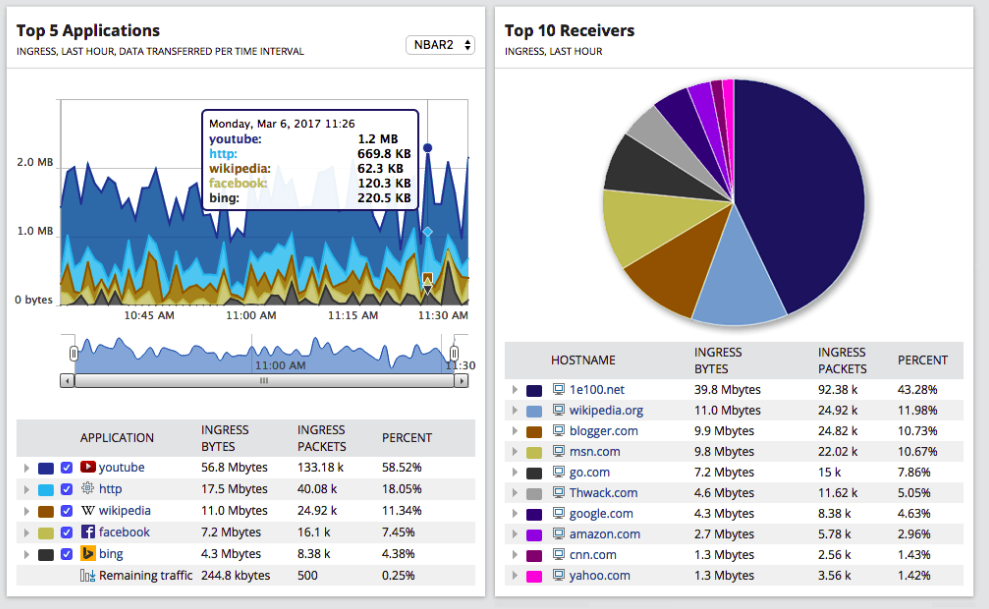 Top 5 Applications
INGRESS, LAST HOUR, DATA TRANSFERRED PER TIME INTERVAL
NBAR2
Monday, Mar 6, 2017 11:26
youtube: 1.2 MB
http: 669.8 KB
wikipedia: 62.3 KB
facebook: 120.3 KB
bing: 220.5 KB
2.0 MB
1.0 MB
0 bytes
10:45 AM 11:00 AM 11:15 AM 11:30 AM
11:00 AM 11:30
APPLICATION INGRESS BYTES INGRESS PACKETS PERCENT
youtube 56.8 Mbytes 133.18 k 58.52%
http 17.5 Mbytes 40.08 k 18.05%
W wikipedia 11.0 Mbytes 24.92 k 11.34%
f facebook 7.2 Mbytes 16.1 k 7.45%
b bing 4.3 Mbytes 8.38 k 4.38%
Remaining traffic 244.8 kbytes 500 0.25%
Top 10 Receivers
INGRESS, LAST HOUR
HOSTNAME INGRESS BYTES INGRESS PACKETS PERCENT
1e100.net 39.8 Mbytes 92.38 k 43.28%
wikipedia.org 11.0 Mbytes 24.92 k 11.98%
blogger.com 9.9 Mbytes 24.82 k 10.73%
msn.com 9.8 Mbytes 22.02 k 10.67%
go.com 7.2 Mbytes 15 k 7.86%
Thwack.com 4.6 Mbytes 11.62 k 5.05%
google.com 4.3 Mbytes 8.38 k 4.63%
amazon.com 2.7 Mbytes 5.78 k 2.96%
cnn.com 1.3 Mbytes 2.56 k 1.43%
yahoo.com 1.3 Mbytes 3.56 k 1.42%